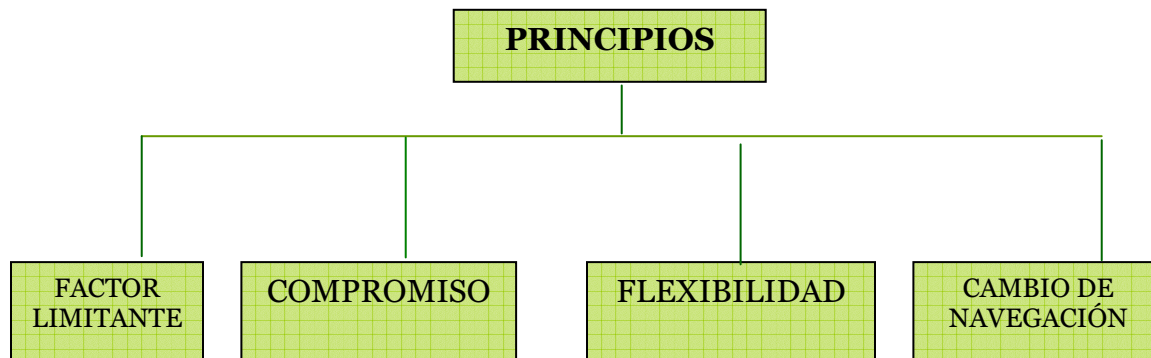 PRINCIPIOS
FACTOR
LIMITANTE
COMPROMISO
FLEXIBILIDAD
CAMBIO DE
NAVEGACIÓN